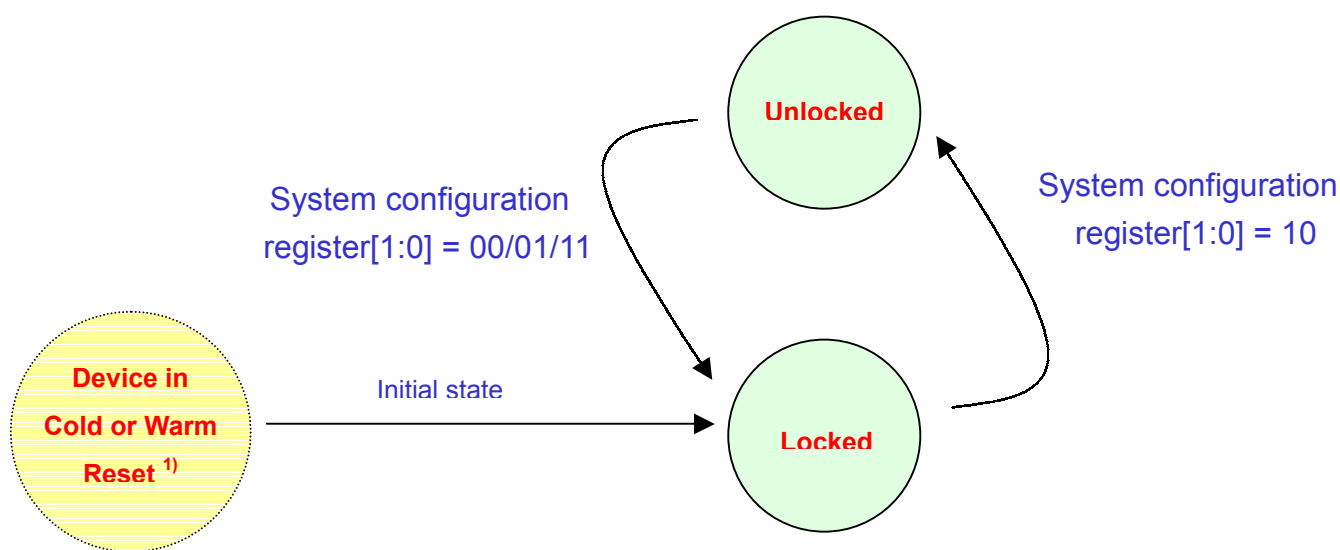 Unlocked
System configuration
register[1:0] = 00/01/11
System configuration
register[1:0] = 10
Device in
Cold or Warm
Reset 1)
Initial state
Locked